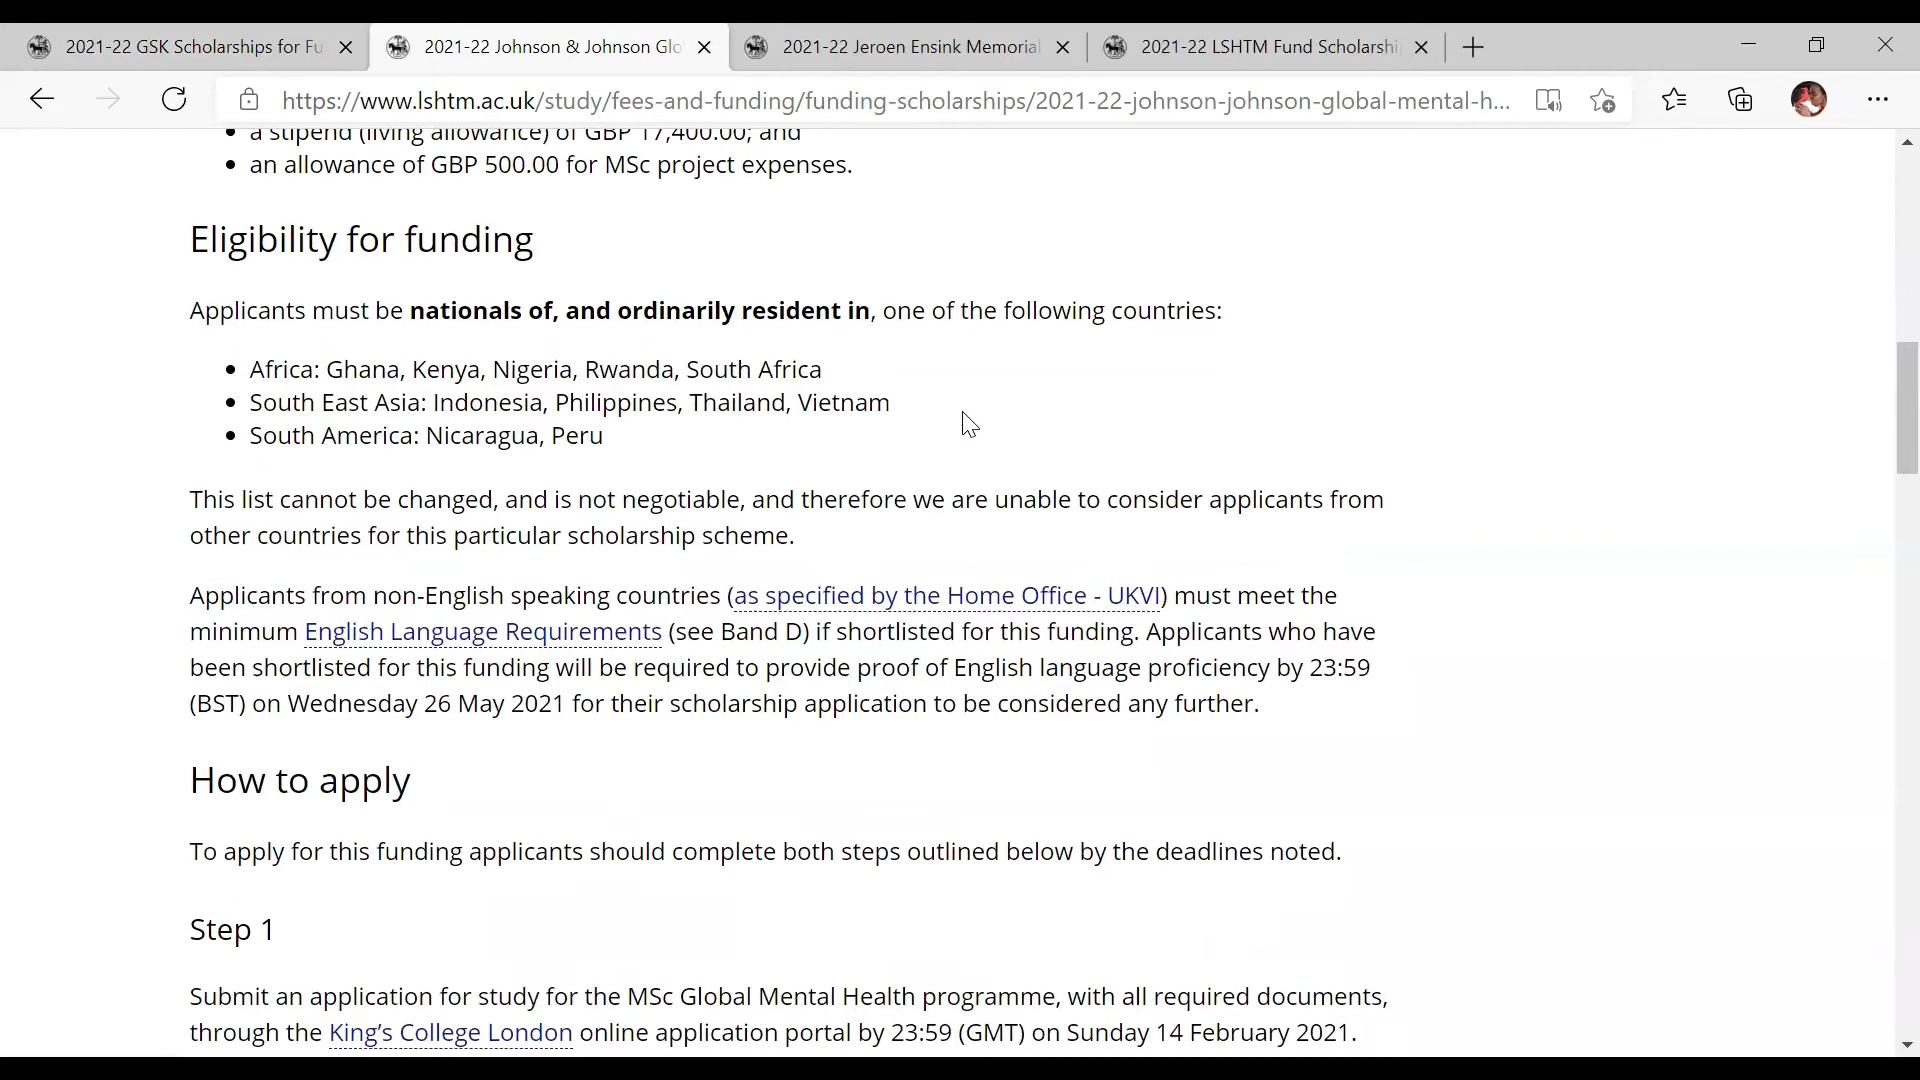 2021-22 GSK Scholarships for Fu
2021-22 Johnson & Johnson Glo
2021-22 Jeroen Ensink Memorial
2021-22 LSHTM Fund Scholarshi
https://www.lshtm.ac.uk/study/fees-and-funding/funding-scholarships/2021-22-johnson-johnson-global-mental-h...
a stipend (living allowance) of GBP 17,400.00; and
an allowance of GBP 500.00 for MSc project expenses.
Eligibility for funding
Applicants must be nationals of, and ordinarily resident in, one of the following countries:
Africa: Ghana, Kenya, Nigeria, Rwanda, South Africa
South East Asia: Indonesia, Philippines, Thailand, Vietnam
South America: Nicaragua, Peru
This list cannot be changed, and is not negotiable, and therefore we are unable to consider applicants from
other countries for this particular scholarship scheme.
Applicants from non-English speaking countries (as specified by the Home Office - UKVI) must meet the
minimum English Language Requirements (see Band D) if shortlisted for this funding. Applicants who have
been shortlisted for this funding will be required to provide proof of English language proficiency by 23:59
(BST) on Wednesday 26 May 2021 for their scholarship application to be considered any further.
How to apply
To apply for this funding applicants should complete both steps outlined below by the deadlines noted.
Step 1
Submit an application for study for the MSc Global Mental Health programme, with all required documents,
through the King’s College London online application portal by 23:59 (GMT) on Sunday 14 February 2021.